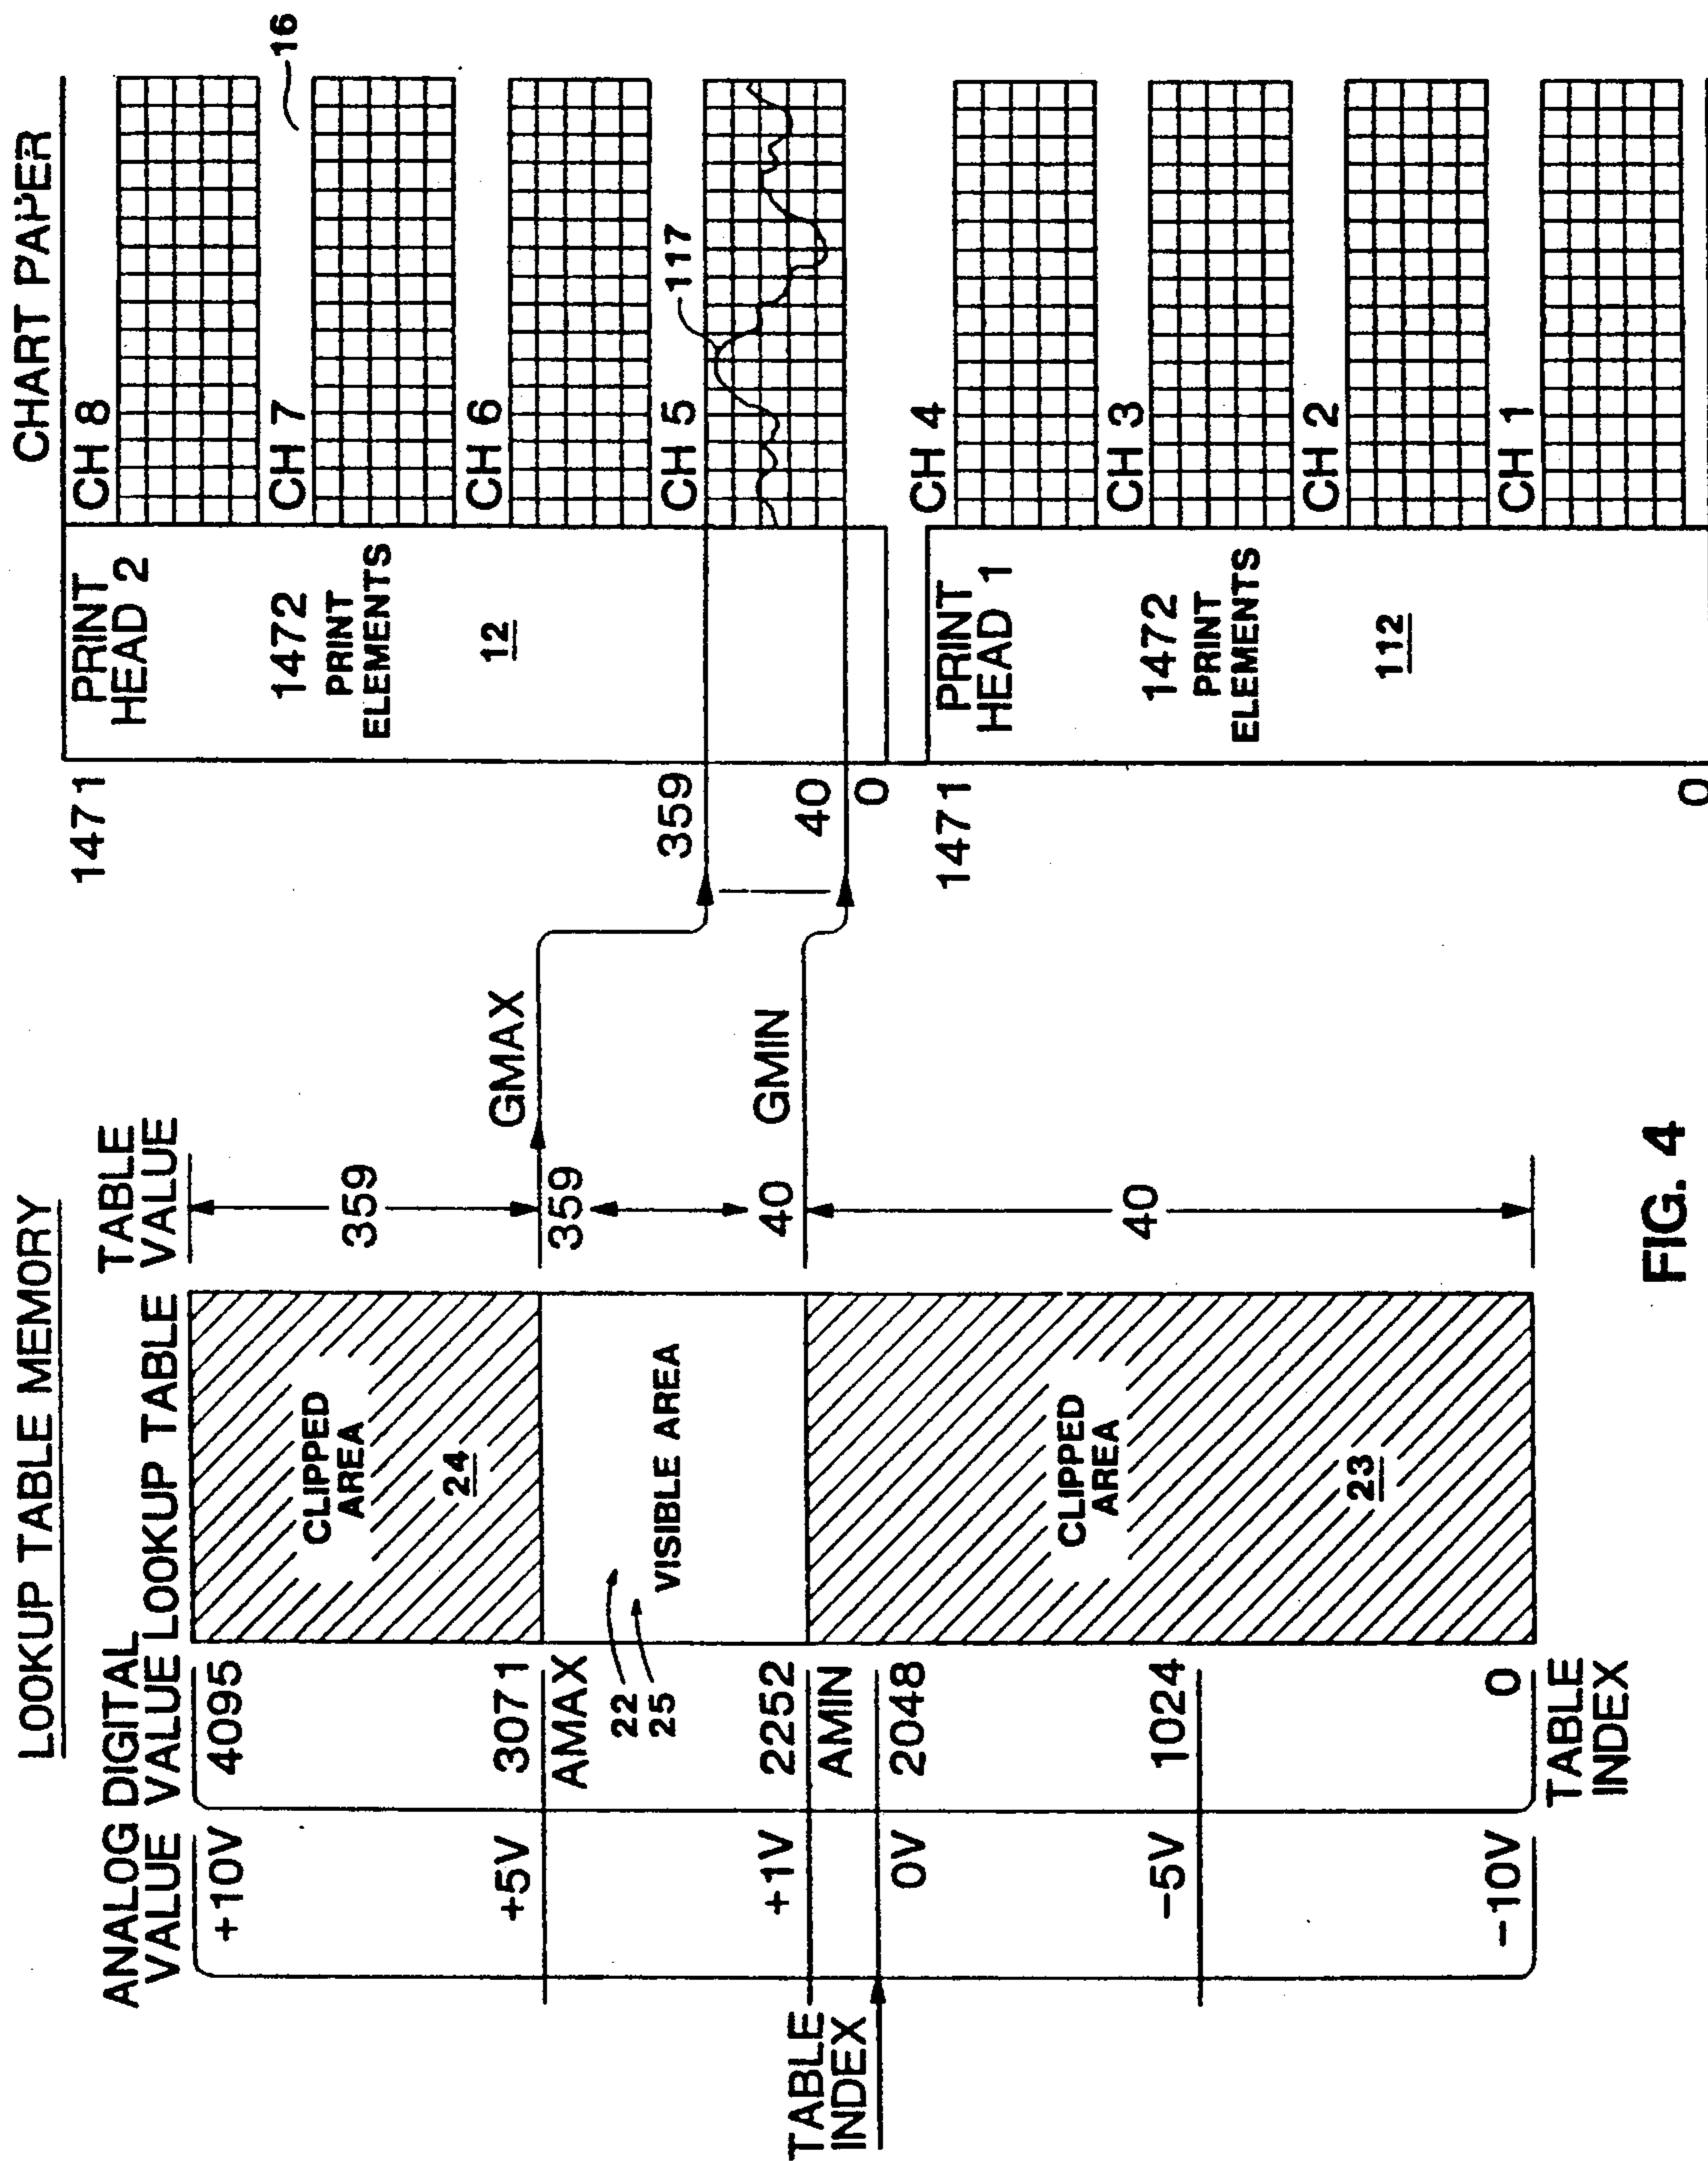 LOOKUP TABLE MEMORY
CHART PAPER
ANALOG
VALUE
DIGITAL
VALUE
LOOKUP TABLE
TABLE
VALUE
+10V
4095
+5V
3071
AMAX
22
25
+1V
2252
AMIN
TABLE
INDEX
0V
2048
−5V
1024
−10V
0
TABLE
INDEX
CLIPPED
AREA
24
VISIBLE AREA
CLIPPED
AREA
23
359
359
40
40
GMAX
GMIN
1471
359
40
0
1471
0
PRINT
HEAD 2
1472
PRINT
ELEMENTS
12
PRINT
HEAD 1
1472
PRINT
ELEMENTS
112
CH 8
CH 7
16
CH 6
CH 5
117
CH 4
CH 3
CH 2
CH 1
FIG. 4